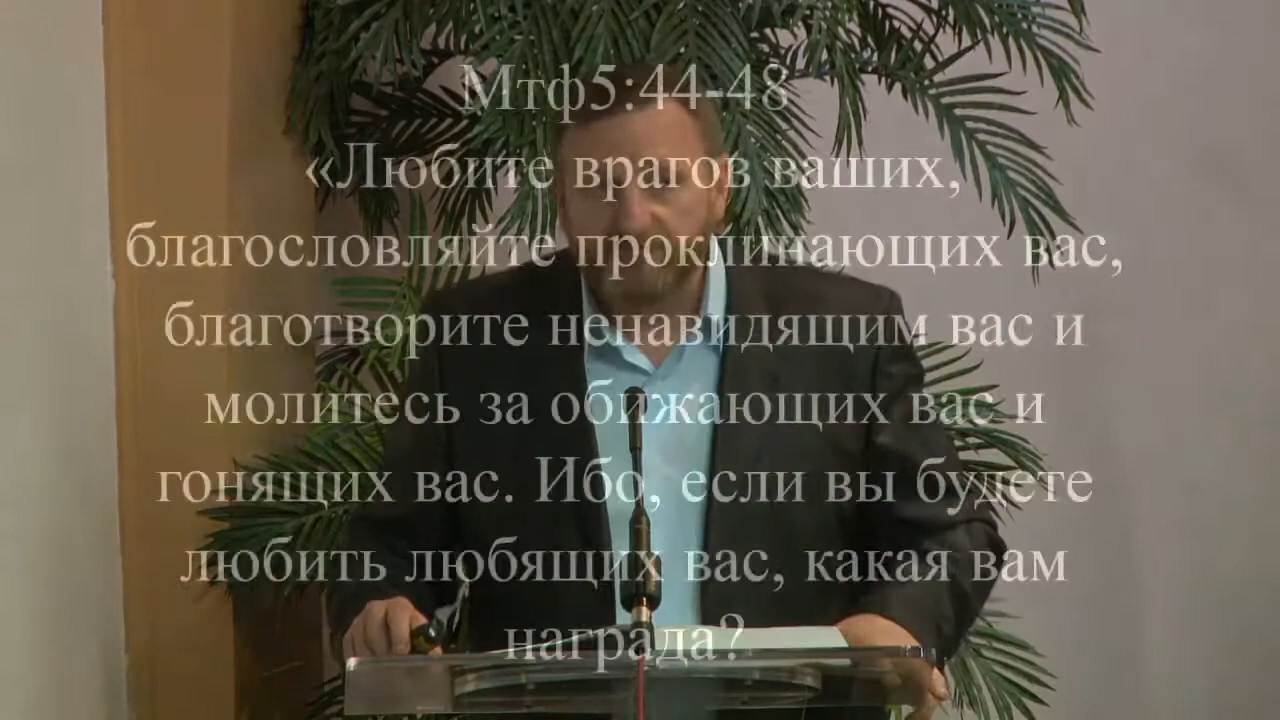 Мтф5:44-48
«Любите врагов ваших,
благословляйте проклинающих вас,
благотворите ненавидящим вас и
молитесь за обижающих вас и
гонящих вас. Ибо, если вы будете
любить любящих вас, какая вам
награда?